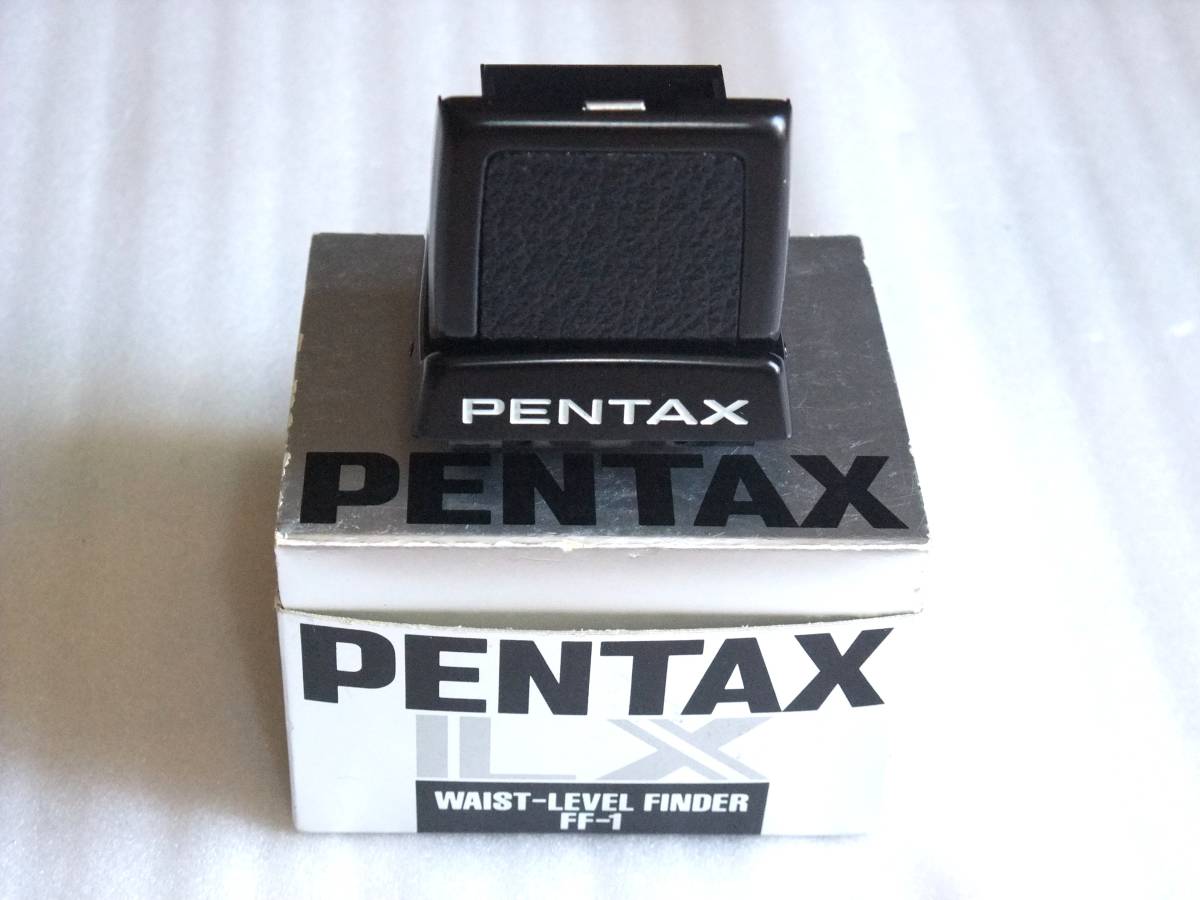 PENTAX
PENTAX
PENTAX
LX
WAIST-LEVEL FINDER
FF-1